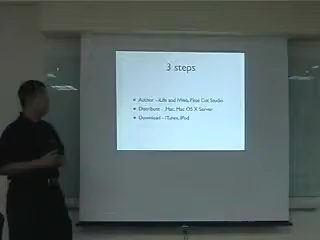 3 steps
• Author - iLife and iWeb, Final Cut Studio
• Distribute - .Mac, Mac OS X Server
• Download - iTunes, iPod